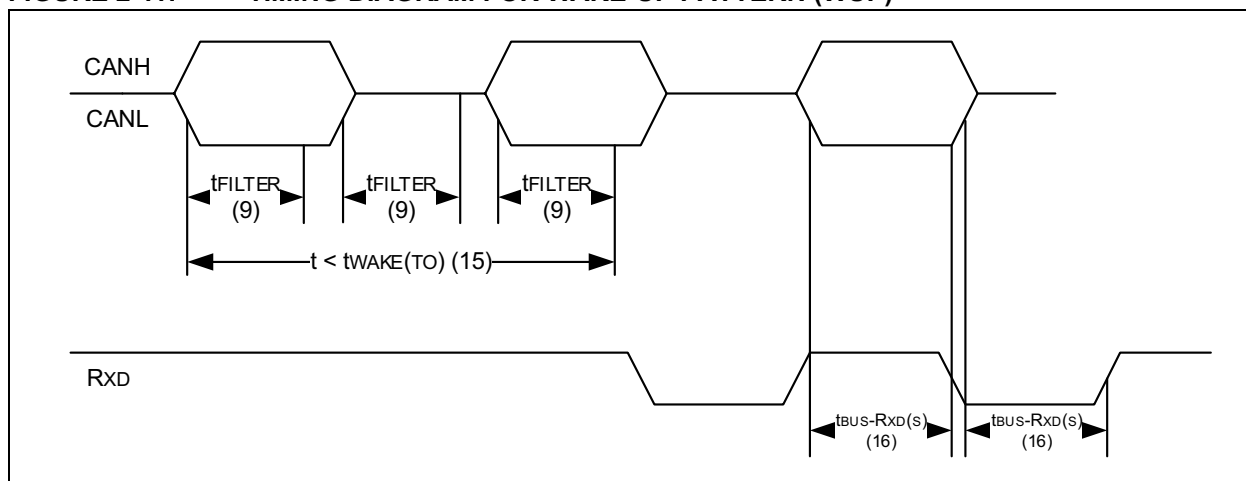 CANH
CANL
tFILTER tFILTER tFILTER
(9) (9) (9)
t < tWAKE(TO) (15)
RXD
tBUS-RXD(S) tBUS-RXD(S)
(16) (16)